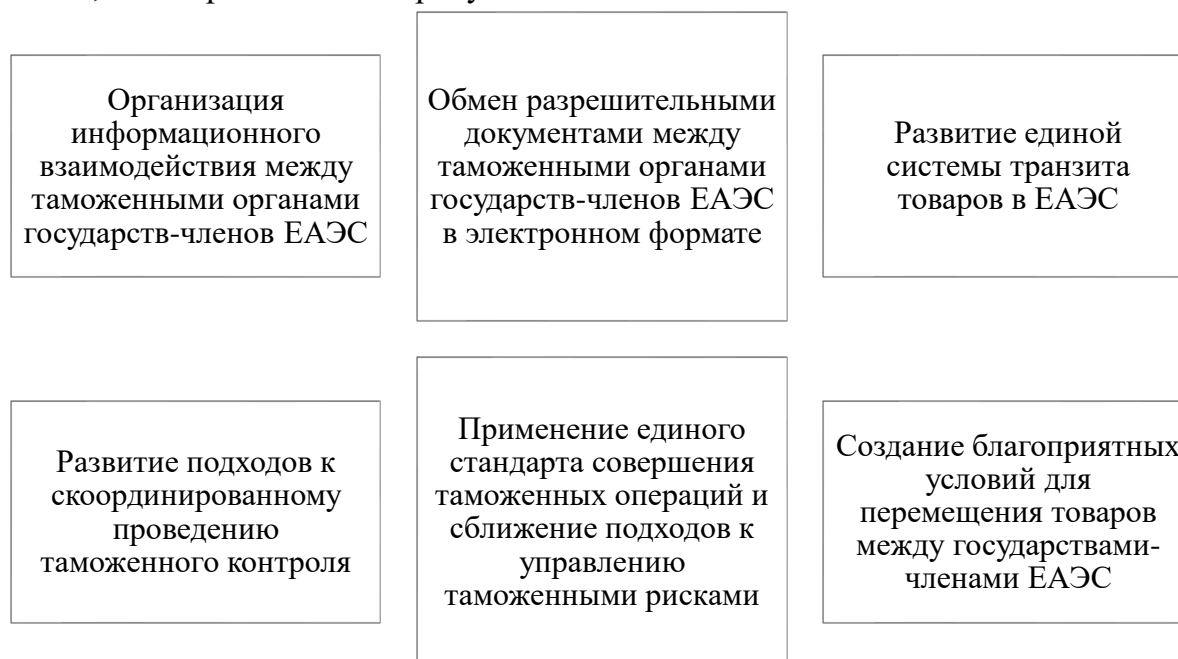 Организация
информационного
взаимодействия между
таможенными органами
государств-членов ЕАЭС
Обмен разрешительными
документами между
таможенными органами
государств-членов ЕАЭС
в электронном формате
Развитие единой
системы транзита
товаров в ЕАЭС
Развитие подходов к
скоординированному
проведению
таможенного контроля
Применение единого
стандарта совершения
таможенных операций и
сближение подходов к
управлению
таможенными рисками
Создание благоприятных
условий для
перемещения товаров
между государствами-
членами ЕАЭС